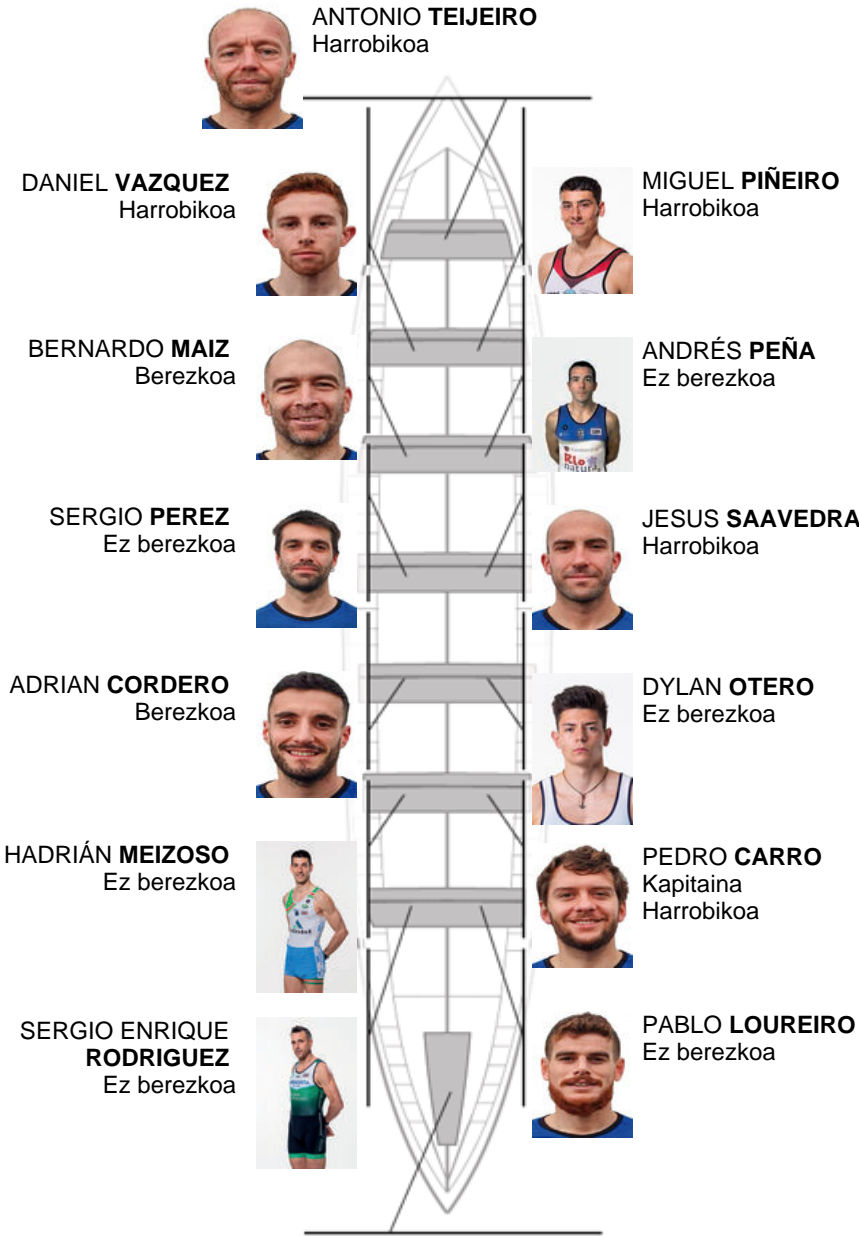 ANTONIO TEIJEIRO
Harrobikoa
DANIEL VAZQUEZ
Harrobikoa
MIGUEL PIÑEIRO
Harrobikoa
BERNARDO MAIZ
Berezkoa
ANDRÉS PEÑA
Ez berezkoa
Río
natura
SERGIO PEREZ
Ez berezkoa
JESUS SAAVEDRA
Harrobikoa
ADRIAN CORDERO
Berezkoa
DYLAN OTERO
Ez berezkoa
HADRIÁN MEIZOSO
Ez berezkoa
PEDRO CARRO
Kapitaina
Harrobikoa
SERGIO ENRIQUE
RODRIGUEZ
Ez berezkoa
PABLO LOUREIRO
Ez berezkoa